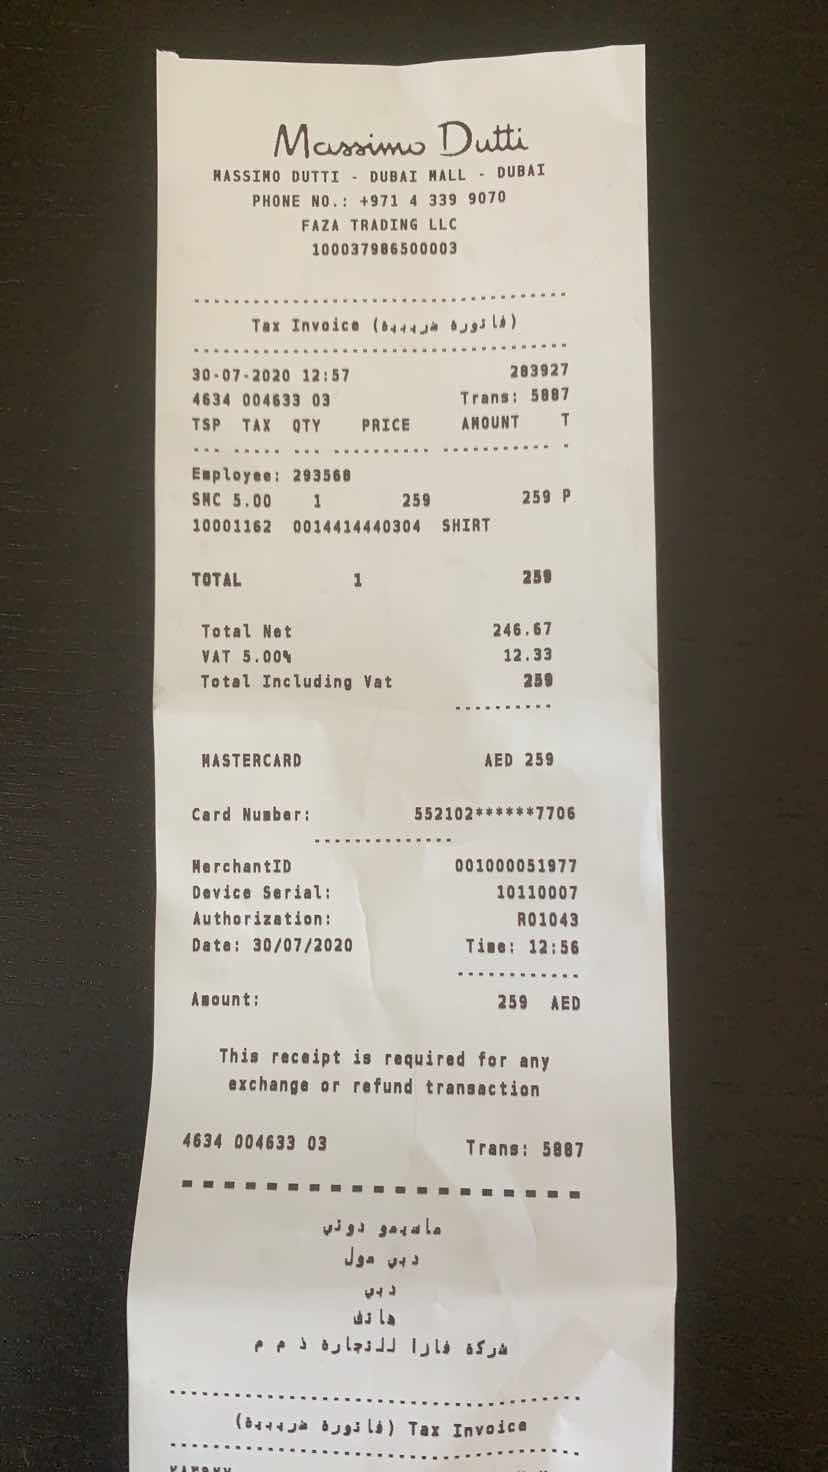 Massimo Dutti
MASSIMO DUTTI - DUBAI MALL - DUBAI
PHONE NO.: +971 4 339 9070
FAZA TRADING LLC
100037986500003
Tax Invoice (فاتورة ضريبية)
30-07-2020 12:57 283927
4634 004633 03 Trans: 5887
TSP TAX QTY PRICE AMOUNT T
Employee: 293568
SMC 5.00 1 259 259 P
10001162 0014414440304 SHIRT
TOTAL 1 259
Total Net 246.67
VAT 5.00% 12.33
Total Including Vat 259
MASTERCARD AED 259
Card Number: 552102******7706
MerchantID 001000051977
Device Serial: 10110007
Authorization: R01043
Date: 30/07/2020 Time: 12:56
Amount: 259 AED
This receipt is required for any
exchange or refund transaction
4634 004633 03 Trans: 5887
ماسيمو دوتي
دبي مول
دبي
هاتف
شركة فازا للتجارة ذ م م
(فاتورة ضريبية) Tax Invoice